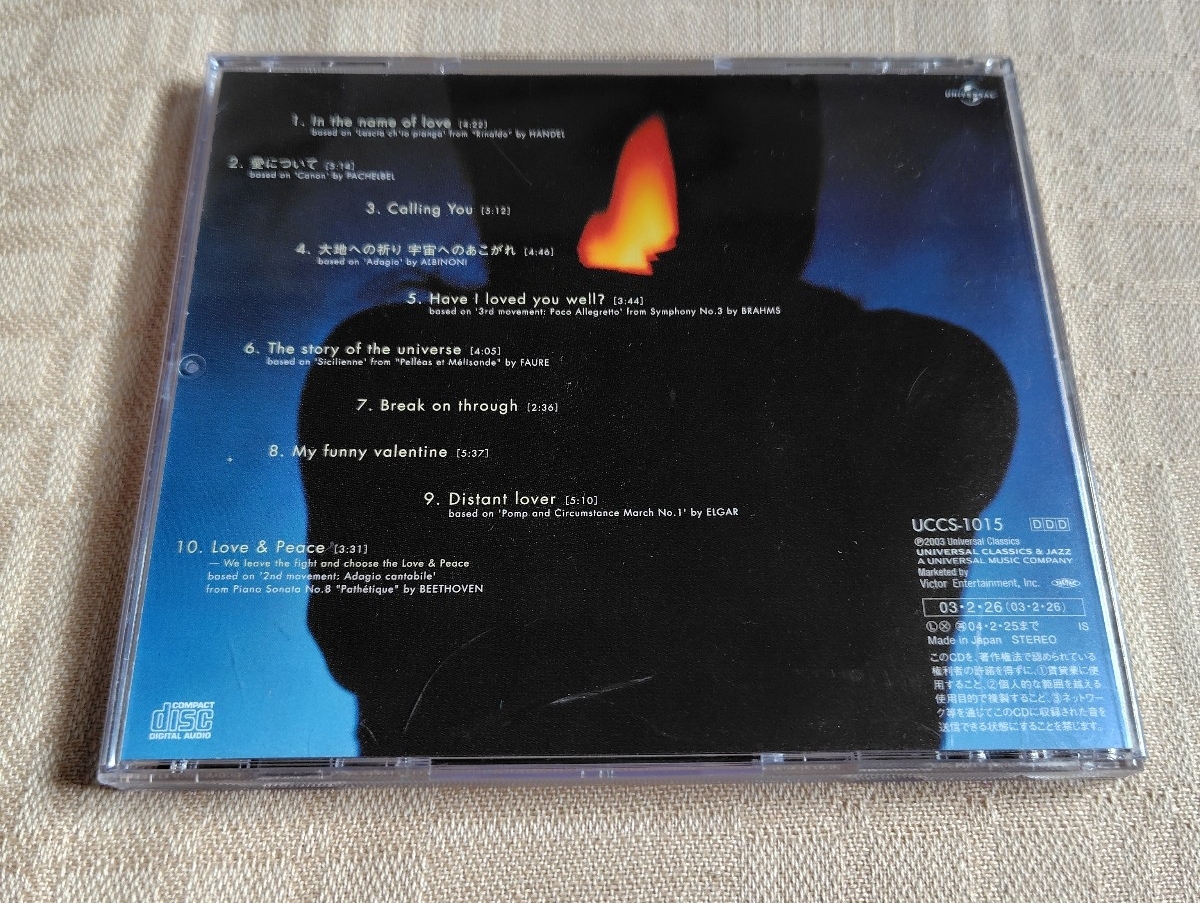 UNIVERSAL
1. In the name of love [4:22]
based on 'Lascia ch'io pianga' from "Rinaldo" by HANDEL
2. 愛について [5:18]
based on 'Canon' by PACHELBEL
3. Calling You [5:12]
4. 大地への祈り 宇宙へのあこがれ [4:46]
based on 'Adagio' by ALBINONI
5. Have I loved you well? [3:44]
based on '3rd movement: Poco Allegretto' from Symphony No.3 by BRAHMS
6. The story of the universe [4:05]
based on 'Sicilienne' from "Pelléas et Mélisande" by FAURE
7. Break on through [2:36]
8. My funny valentine [5:37]
9. Distant lover [5:10]
based on 'Pomp and Circumstance March No.1' by ELGAR
10. Love & Peace [3:31]
— We leave the fight and choose the Love & Peace
based on '2nd movement: Adagio cantabile'
from Piano Sonata No.8 "Pathétique" by BEETHOVEN
UCCS-1015 DDD
℗2003 Universal Classics
UNIVERSAL CLASSICS & JAZZ
A UNIVERSAL MUSIC COMPANY
Marketed by
Victor Entertainment, Inc.
03・2・26 (03・2・26)
Ⓛ Ⓧ 04・2・25まで IS
Made in Japan STEREO
このCDを、著作権法で認められている
権利者の許諾を得ずに、①賃貸業に使
用すること、②個人的な範囲を越える
使用目的で複製すること、③ネットワー
ク等を通じてこのCDに収録された音を
送信できる状態にすることを禁じます。
COMPACT
disc
DIGITAL AUDIO